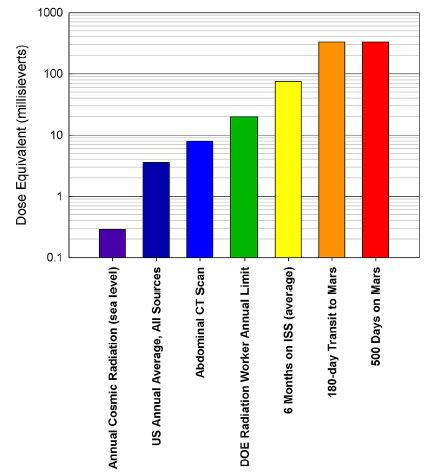 Dose Equivalent (millisieverts)
1000
100
10
1
0.1
Annual Cosmic Radiation (sea level)
US Annual Average, All Sources
Abdominal CT Scan
DOE Radiation Worker Annual Limit
6 Months on ISS (average)
180-day Transit to Mars
500 Days on Mars